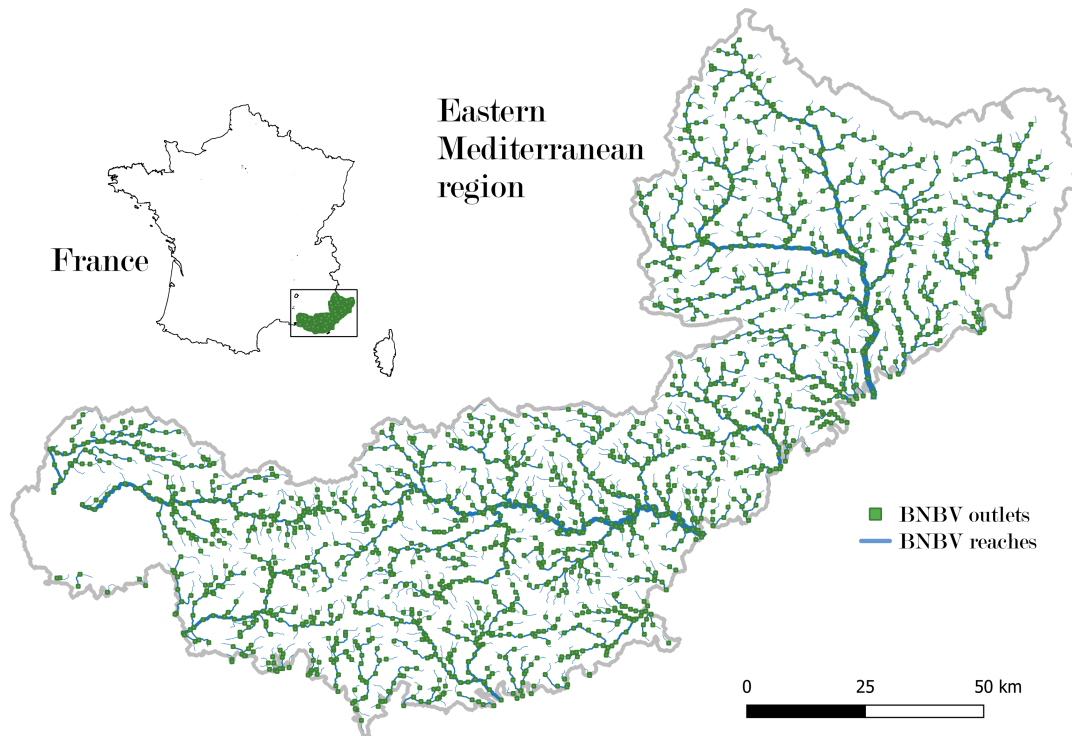 Eastern
Mediterranean
region
France
BNBV outlets
BNBV reaches
0 25 50 km